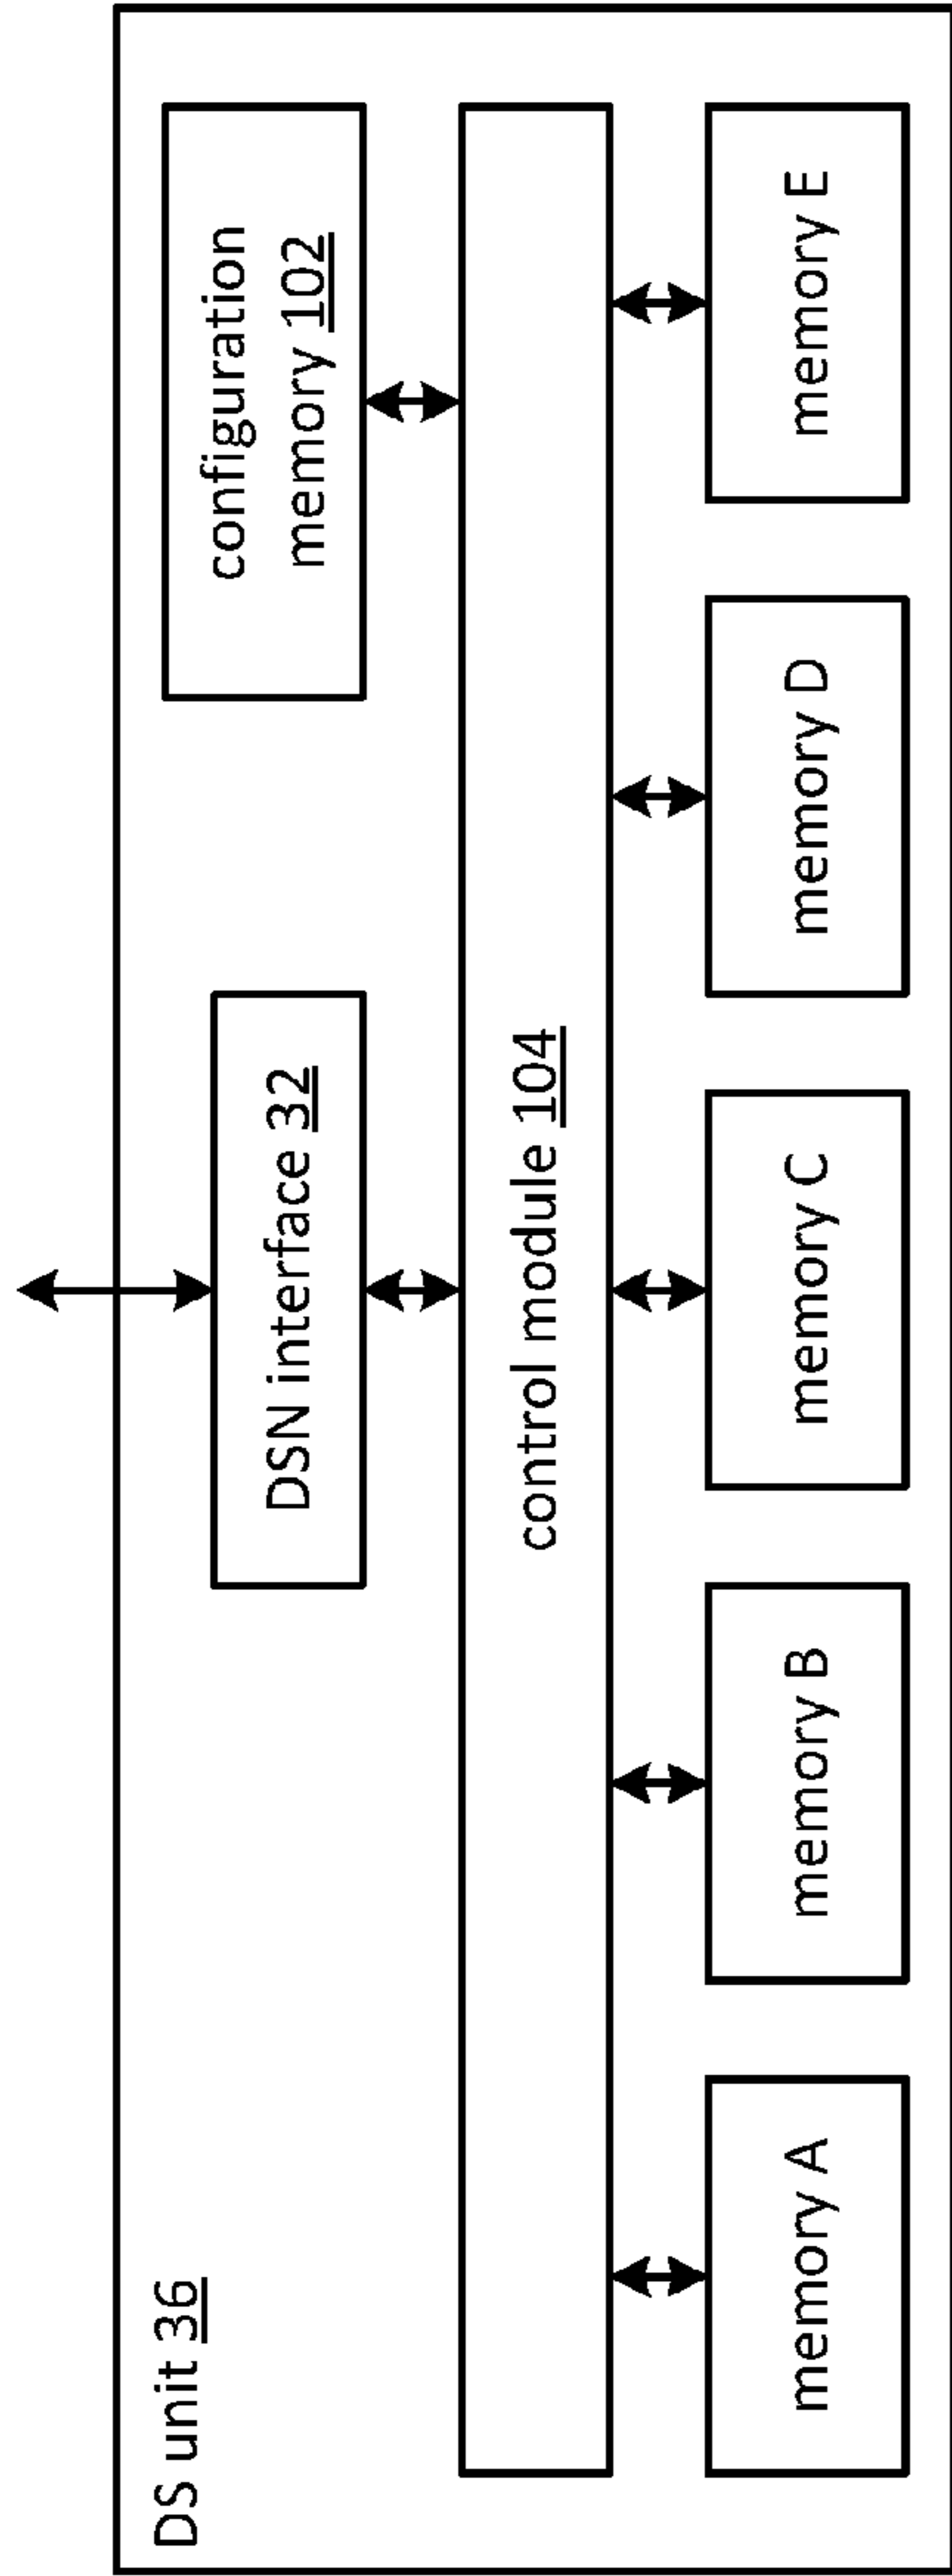 DS unit 36
DSN interface 32
configuration
memory 102
control module 104
memory A
memory B
memory C
memory D
memory E